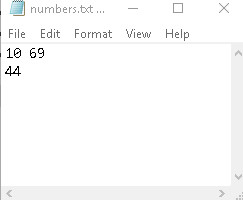 numbers.txt ...
File Edit Format View Help
10 69
44